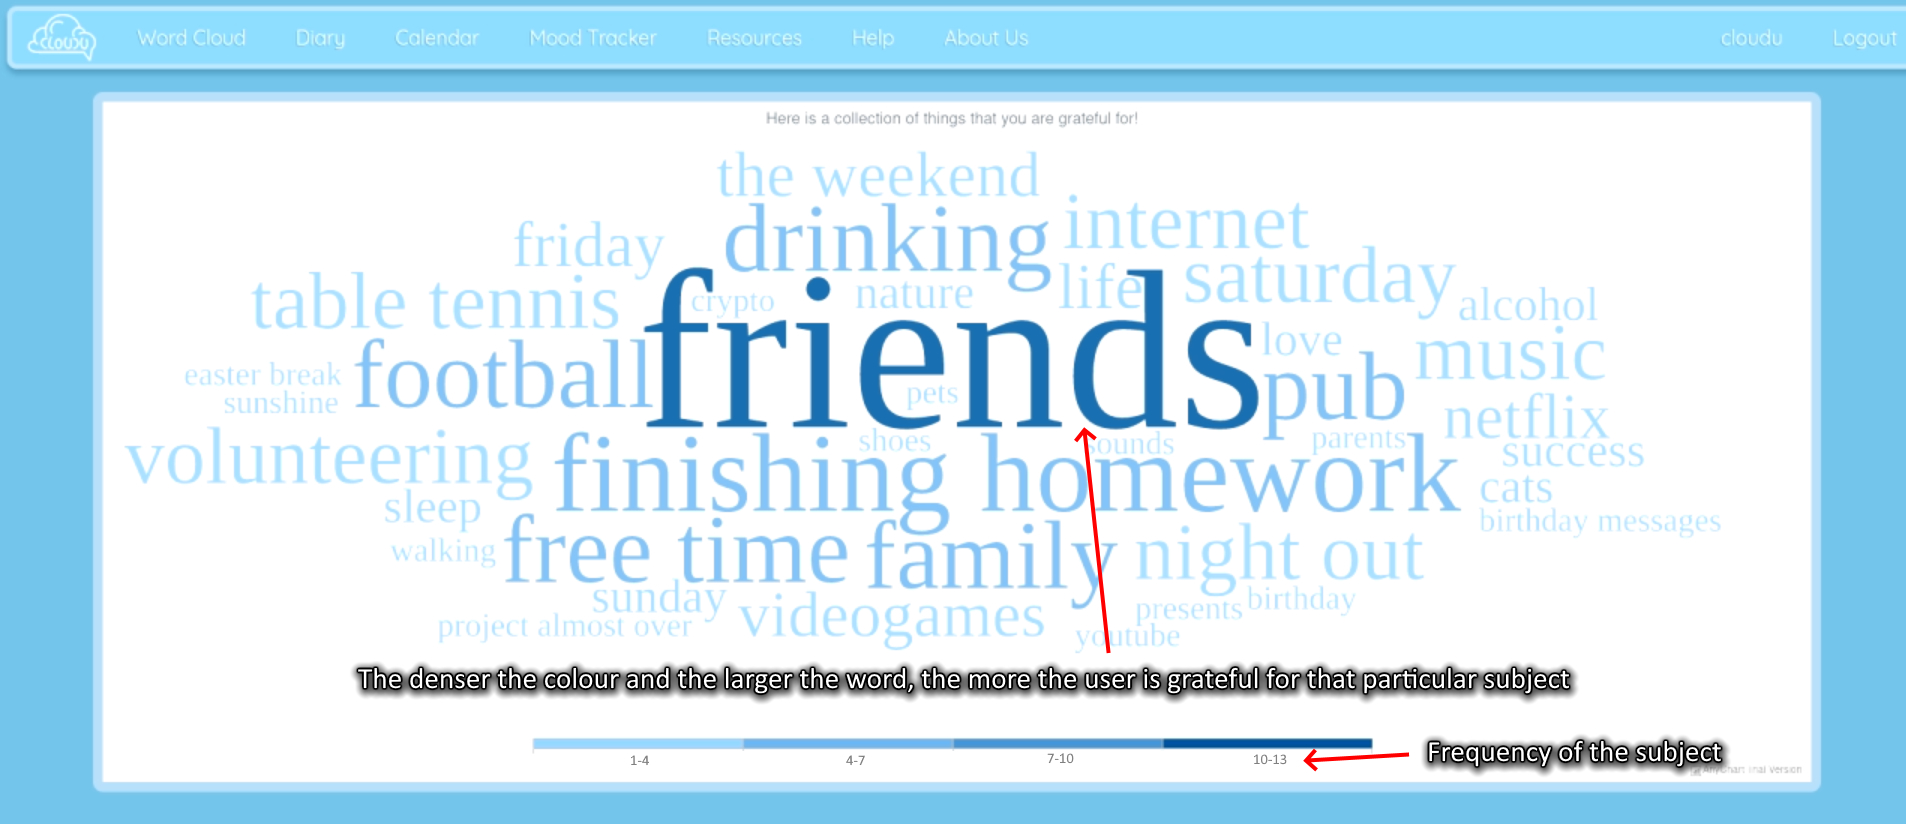 CLOUDU Word Cloud Diary Calendar Mood Tracker Resources Help About Us cloudu Logout
Here is a collection of things that you are grateful for!
the weekend
drinking
internet
friday
saturday
life
table tennis
crypto
nature
alcohol
friends
love
music
football
pub
easter break
sunshine
pets
netflix
volunteering
shoes
sounds
parents
success
finishing homework
sleep
cats
birthday messages
walking
free time
family
night out
sunday
videogames
presents
birthday
project almost over
youtube
The denser the colour and the larger the word, the more the user is grateful for that particular subject
1-4 4-7 7-10 10-13
Frequency of the subject
AnyChart Trial Version